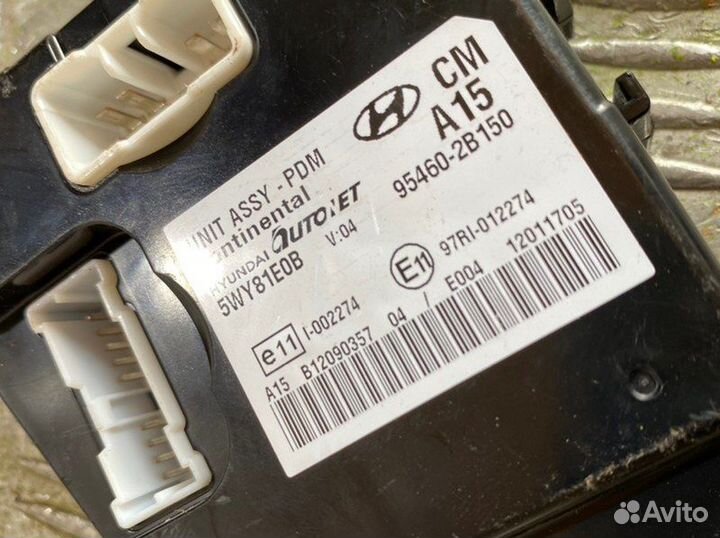 CM
A15
UNIT ASSY - PDM
95460-2B150
Continental
HYUNDAI AUTONET
5WY81E0B
V:04
E11
97RI-012274
e11
I-002274
E004
12011705
A15
B12090357
04
Avito